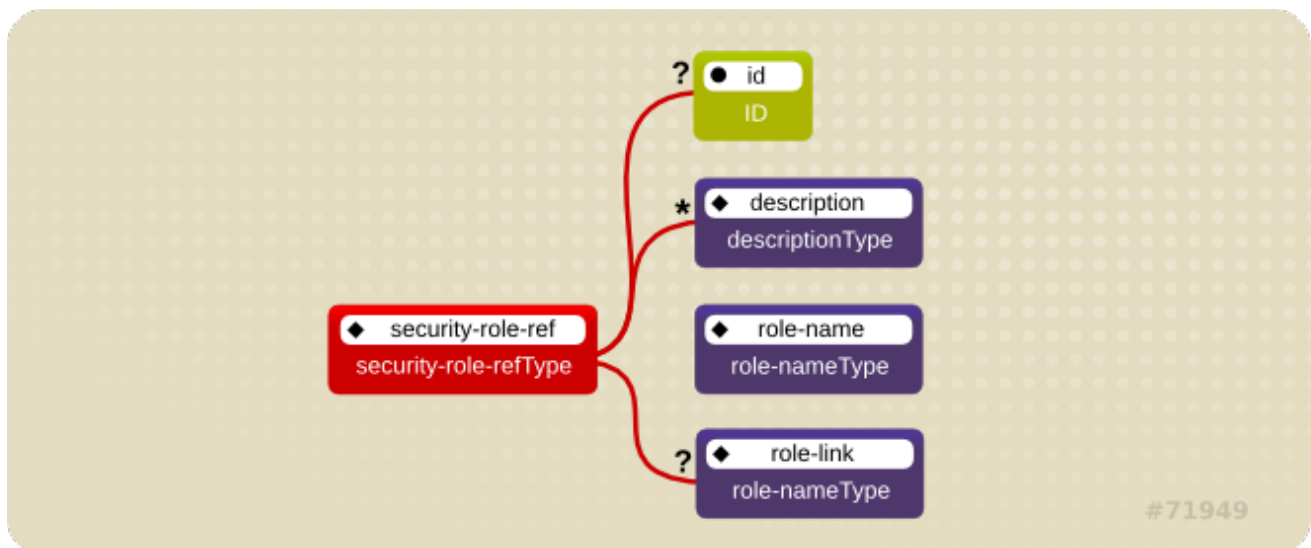 ?
id
ID
*
description
descriptionType
security-role-ref
security-role-refType
role-name
role-nameType
?
role-link
role-nameType
#71949